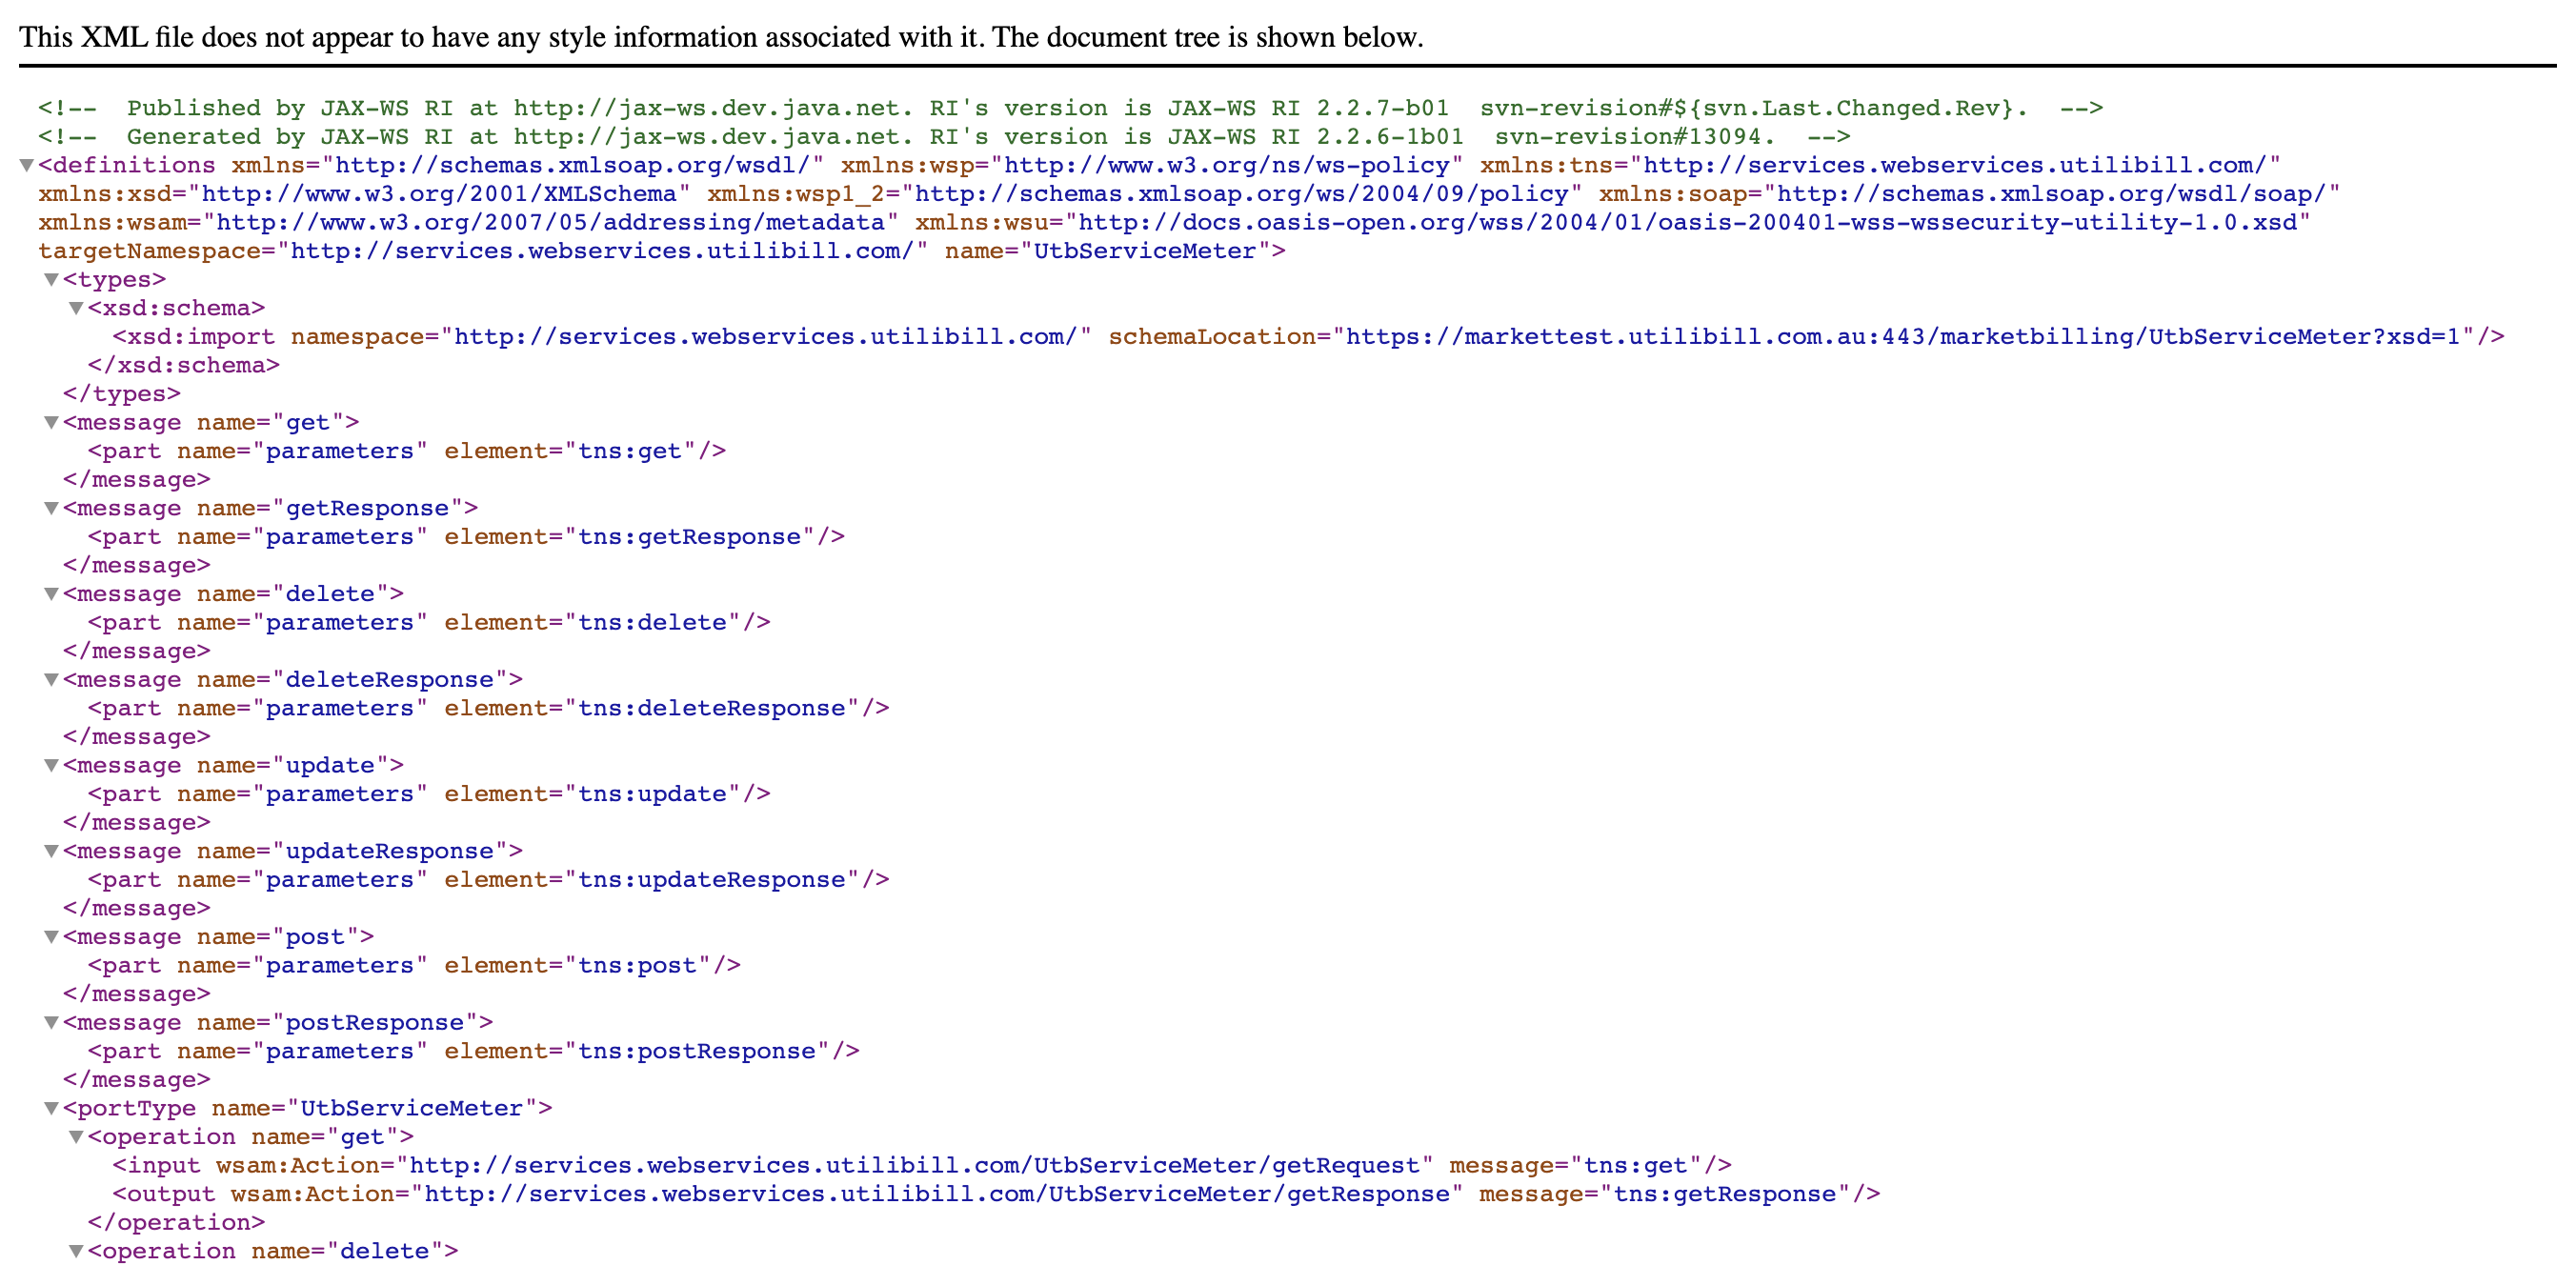 This XML file does not appear to have any style information associated with it. The document tree is shown below.
<!--  Published by JAX-WS RI at http://jax-ws.dev.java.net. RI's version is JAX-WS RI 2.2.7-b01  svn-revision#${svn.Last.Changed.Rev}.  -->
<!--  Generated by JAX-WS RI at http://jax-ws.dev.java.net. RI's version is JAX-WS RI 2.2.6-1b01  svn-revision#13094.  -->
▼<definitions xmlns="http://schemas.xmlsoap.org/wsdl/" xmlns:wsp="http://www.w3.org/ns/ws-policy" xmlns:tns="http://services.webservices.utilibill.com/"
xmlns:xsd="http://www.w3.org/2001/XMLSchema" xmlns:wsp1_2="http://schemas.xmlsoap.org/ws/2004/09/policy" xmlns:soap="http://schemas.xmlsoap.org/wsdl/soap/"
xmlns:wsam="http://www.w3.org/2007/05/addressing/metadata" xmlns:wsu="http://docs.oasis-open.org/wss/2004/01/oasis-200401-wss-wssecurity-utility-1.0.xsd"
targetNamespace="http://services.webservices.utilibill.com/" name="UtbServiceMeter">
▼<types>
▼<xsd:schema>
<xsd:import namespace="http://services.webservices.utilibill.com/" schemaLocation="https://markettest.utilibill.com.au:443/marketbilling/UtbServiceMeter?xsd=1"/>
</xsd:schema>
</types>
▼<message name="get">
<part name="parameters" element="tns:get"/>
</message>
▼<message name="getResponse">
<part name="parameters" element="tns:getResponse"/>
</message>
▼<message name="delete">
<part name="parameters" element="tns:delete"/>
</message>
▼<message name="deleteResponse">
<part name="parameters" element="tns:deleteResponse"/>
</message>
▼<message name="update">
<part name="parameters" element="tns:update"/>
</message>
▼<message name="updateResponse">
<part name="parameters" element="tns:updateResponse"/>
</message>
▼<message name="post">
<part name="parameters" element="tns:post"/>
</message>
▼<message name="postResponse">
<part name="parameters" element="tns:postResponse"/>
</message>
▼<portType name="UtbServiceMeter">
▼<operation name="get">
<input wsam:Action="http://services.webservices.utilibill.com/UtbServiceMeter/getRequest" message="tns:get"/>
<output wsam:Action="http://services.webservices.utilibill.com/UtbServiceMeter/getResponse" message="tns:getResponse"/>
</operation>
▼<operation name="delete">